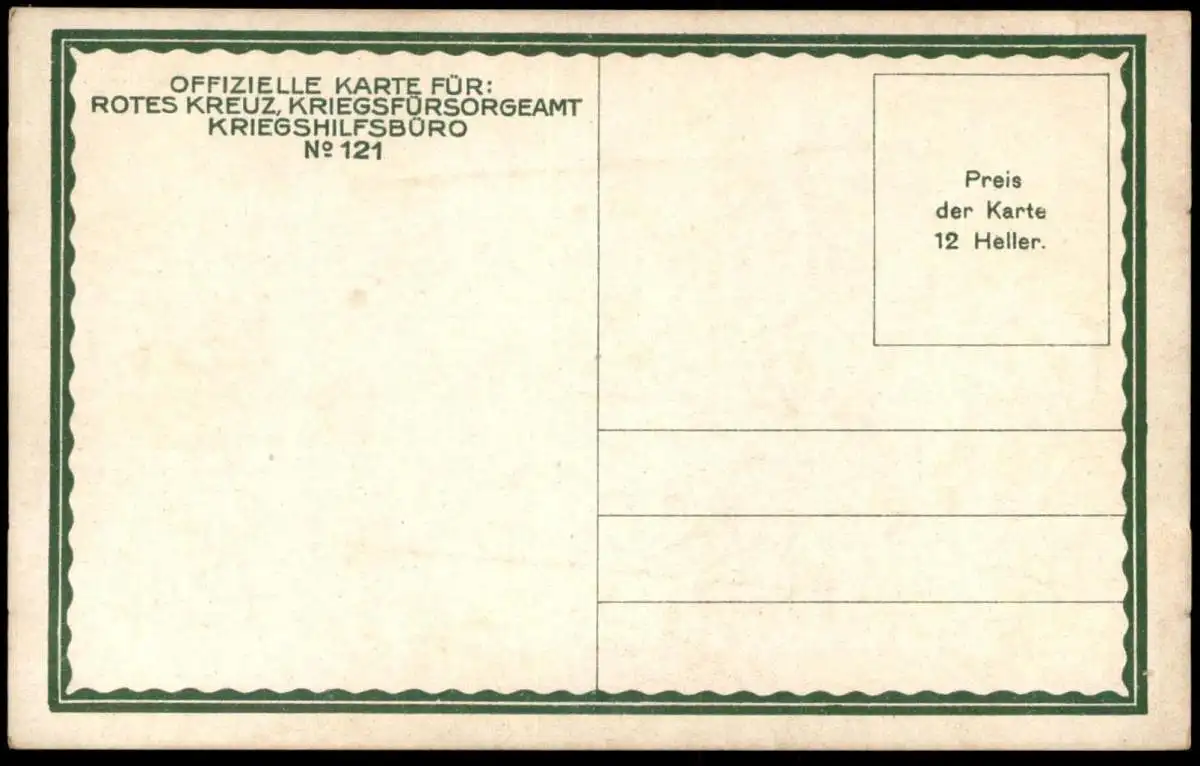 OFFIZIELLE KARTE FÜR:
ROTES KREUZ, KRIEGSFÜRSORGEAMT
KRIEGSHILFSBÜRO
Nº 121
Preis
der Karte
12 Heller.